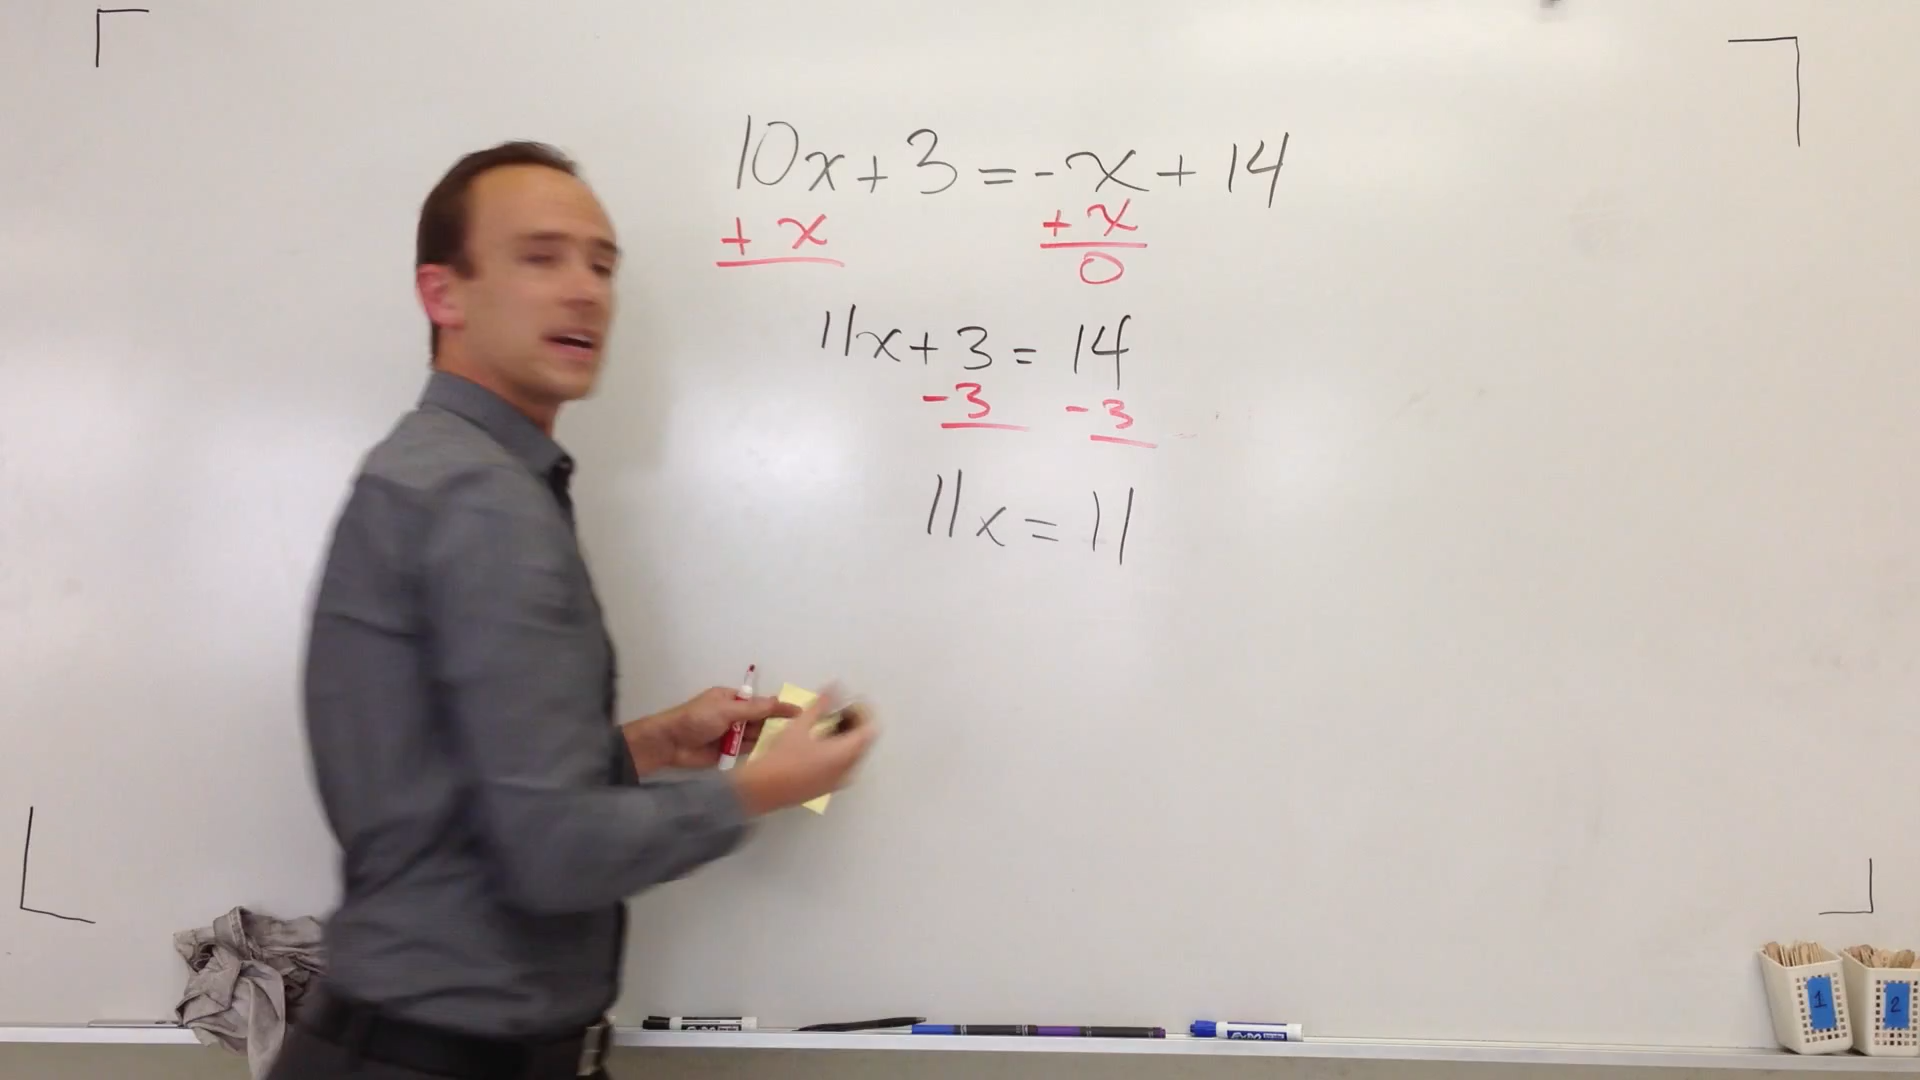 10x + 3 = -x + 14
+ x + x
0
11x + 3 = 14
-3 -3
11x = 11
1
2